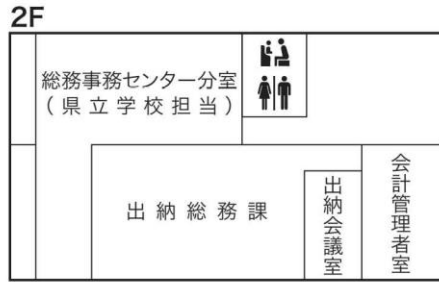 2F
総務事務センター分室
（県立学校担当）
出納総務課
出納会議室
会計管理者室